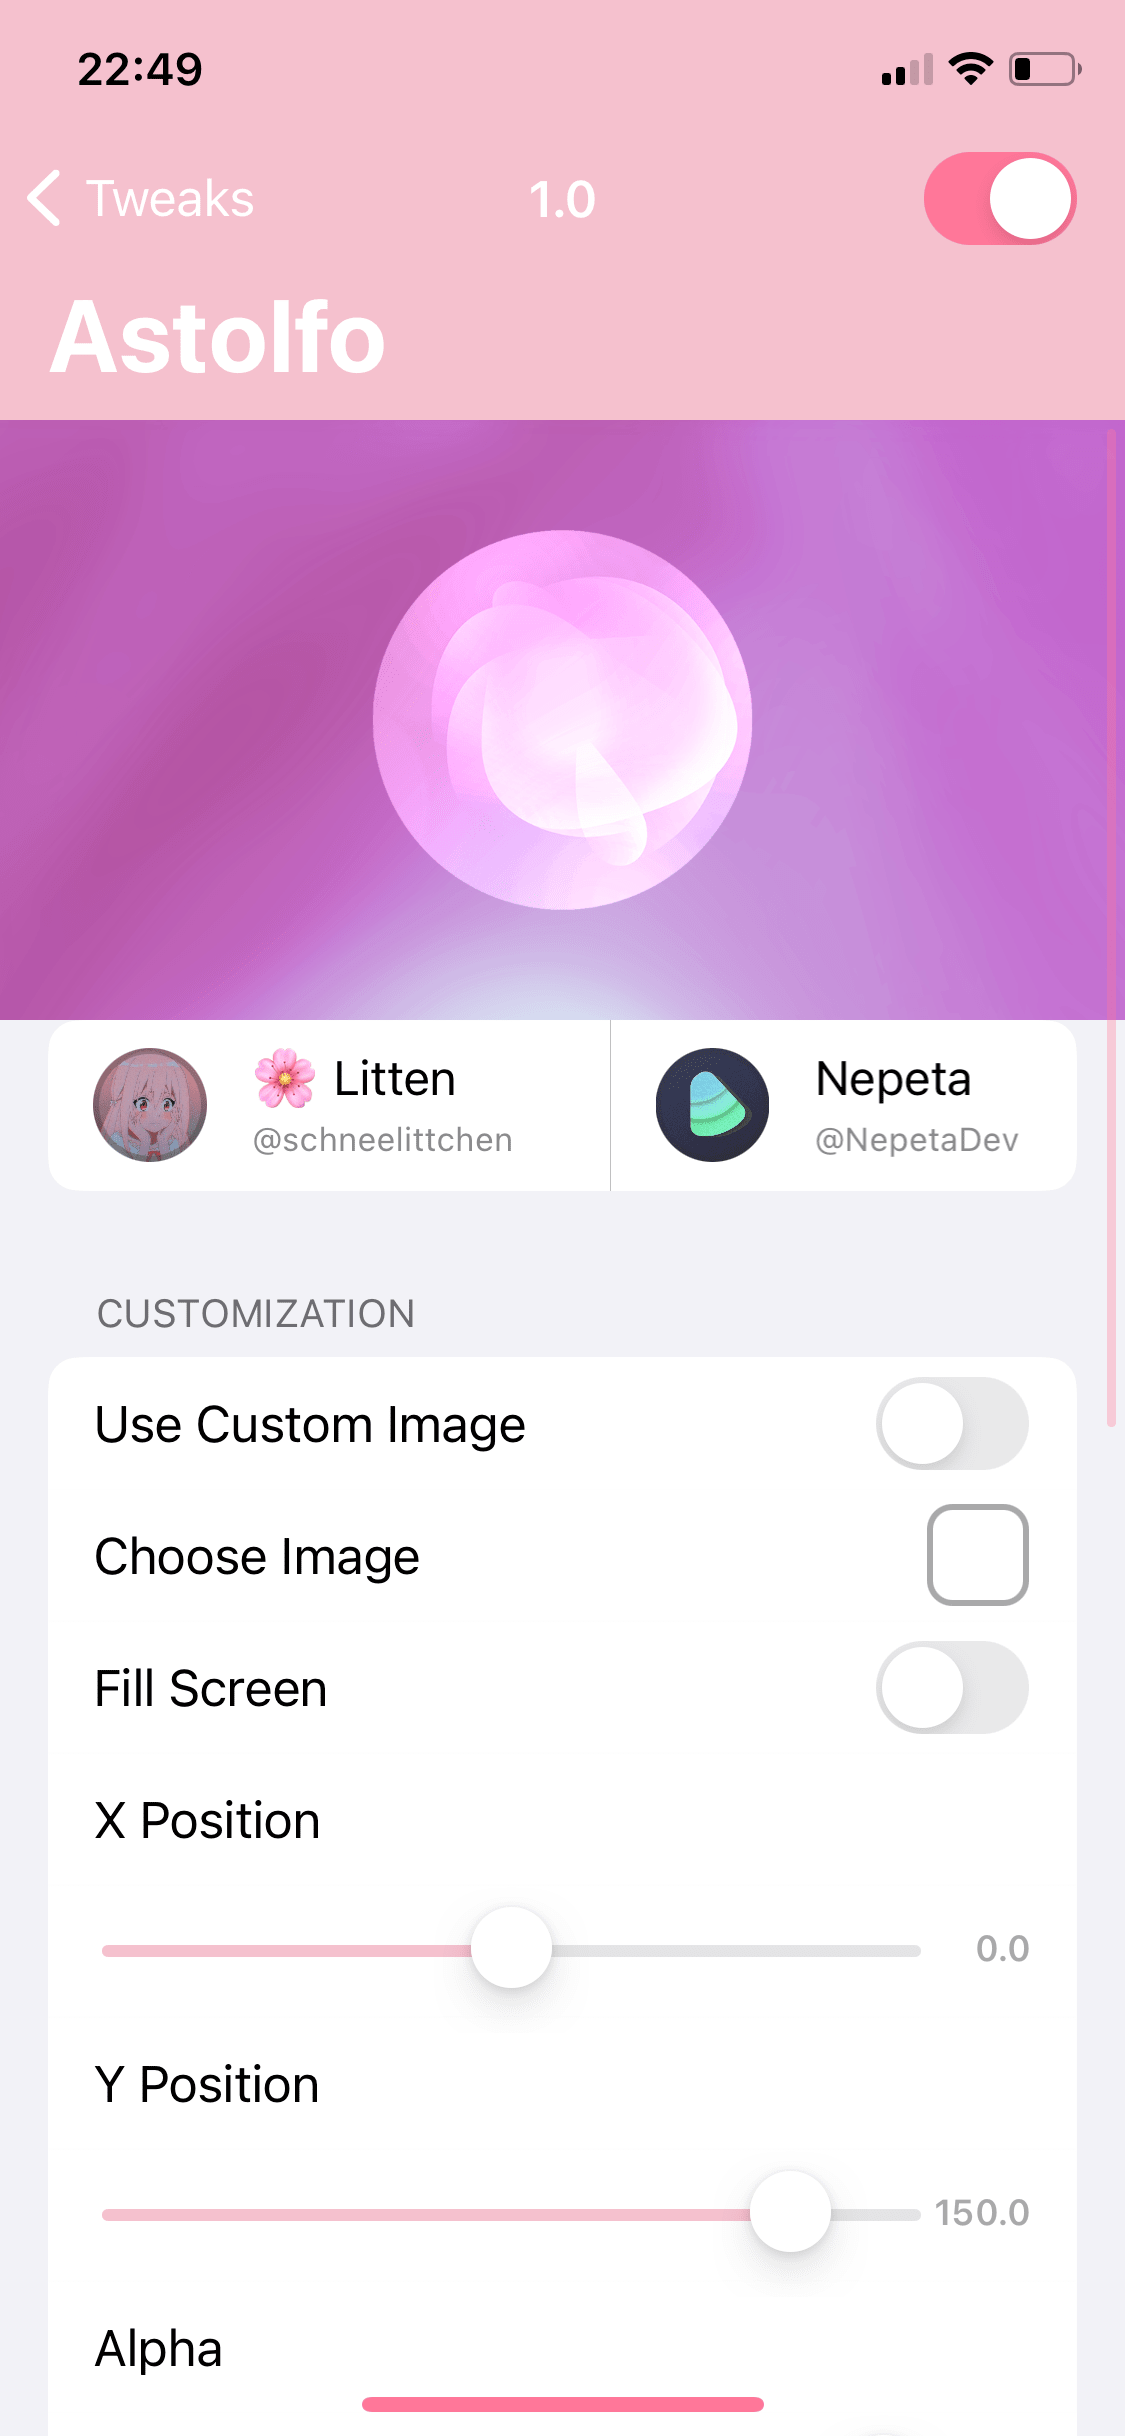 22:49
Tweaks
1.0
Astolfo
🌸 Litten
@schneelittchen
Nepeta
@NepetaDev
CUSTOMIZATION
Use Custom Image
Choose Image
Fill Screen
X Position
0.0
Y Position
150.0
Alpha